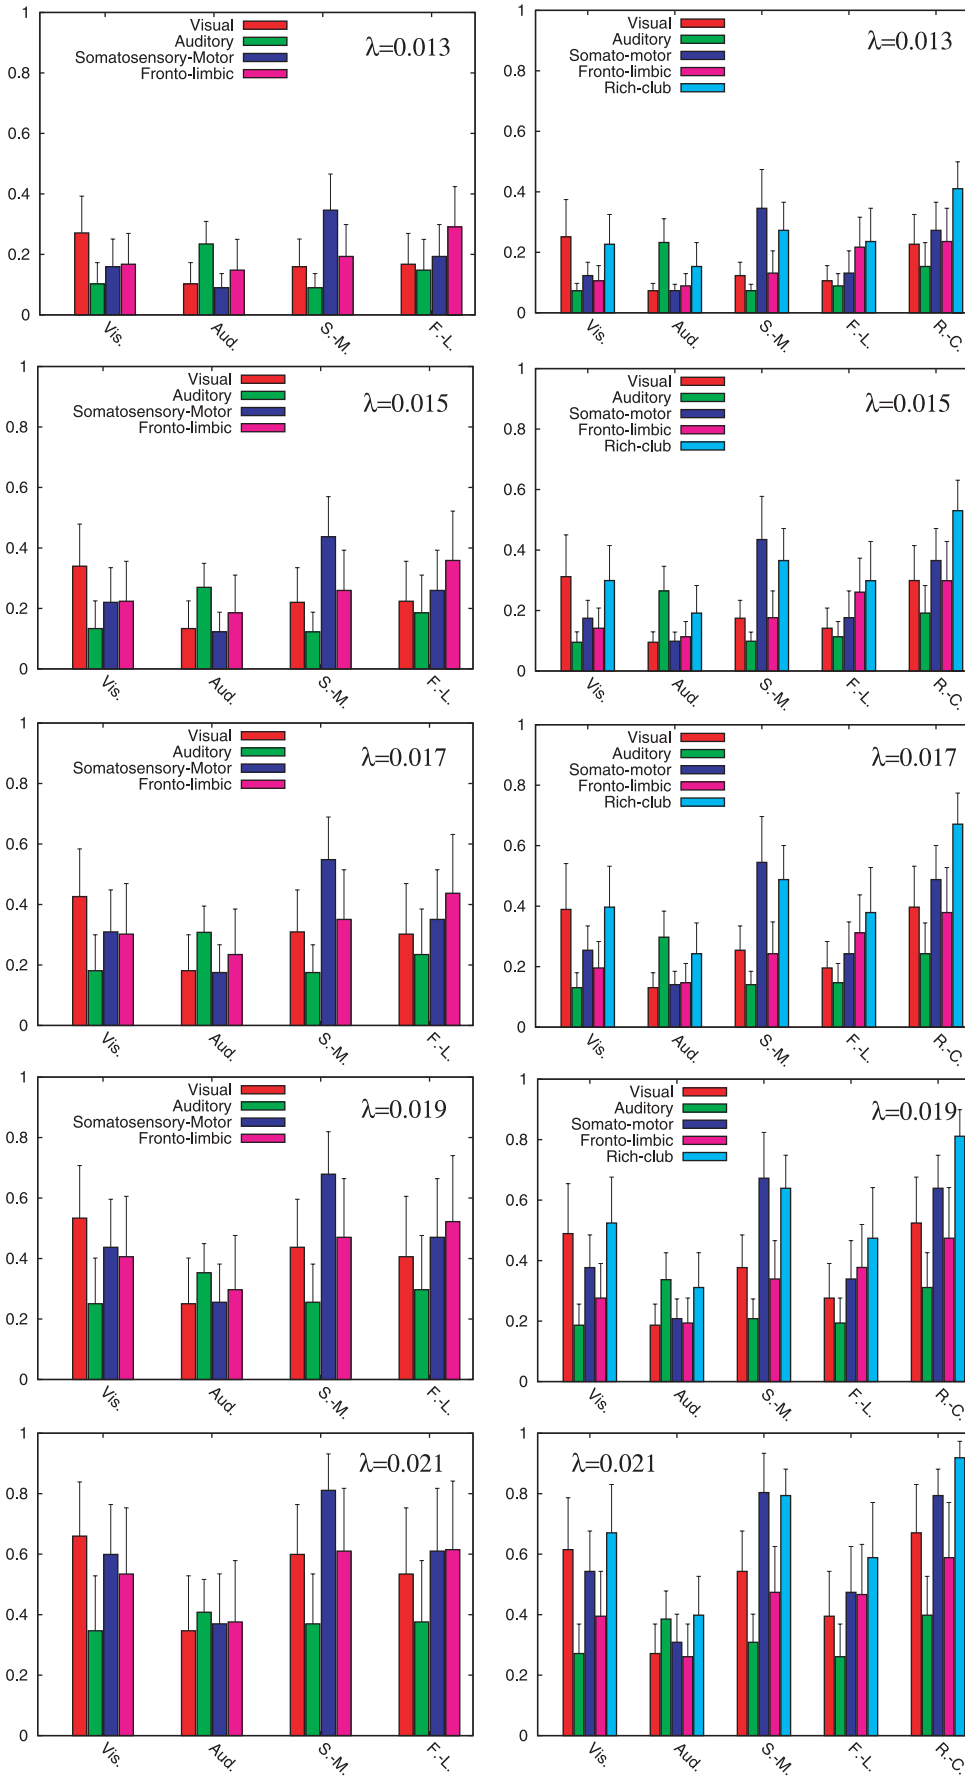 1
0.8
0.6
0.4
0.2
0
Visual
Auditory
Somatosensory-Motor
Fronto-limbic
λ=0.013
Vis.
Aud.
S.-M.
F.-L.
1
0.8
0.6
0.4
0.2
0
Visual
Auditory
Somato-motor
Fronto-limbic
Rich-club
λ=0.013
Vis.
Aud.
S.-M.
F.-L.
R.-C.
1
0.8
0.6
0.4
0.2
0
Visual
Auditory
Somatosensory-Motor
Fronto-limbic
λ=0.015
Vis.
Aud.
S.-M.
F.-L.
1
0.8
0.6
0.4
0.2
0
Visual
Auditory
Somato-motor
Fronto-limbic
Rich-club
λ=0.015
Vis.
Aud.
S.-M.
F.-L.
R.-C.
1
0.8
0.6
0.4
0.2
0
Visual
Auditory
Somatosensory-Motor
Fronto-limbic
λ=0.017
Vis.
Aud.
S.-M.
F.-L.
1
0.8
0.6
0.4
0.2
0
Visual
Auditory
Somato-motor
Fronto-limbic
Rich-club
λ=0.017
Vis.
Aud.
S.-M.
F.-L.
R.-C.
1
0.8
0.6
0.4
0.2
0
Visual
Auditory
Somatosensory-Motor
Fronto-limbic
λ=0.019
Vis.
Aud.
S.-M.
F.-L.
1
0.8
0.6
0.4
0.2
0
Visual
Auditory
Somato-motor
Fronto-limbic
Rich-club
λ=0.019
Vis.
Aud.
S.-M.
F.-L.
R.-C.
1
0.8
0.6
0.4
0.2
0
λ=0.021
Vis.
Aud.
S.-M.
F.-L.
1
0.8
0.6
0.4
0.2
0
λ=0.021
Vis.
Aud.
S.-M.
F.-L.
R.-C.